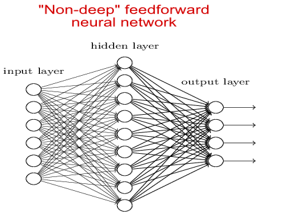 "Non-deep" feedforward
neural network
hidden layer
input layer
output layer